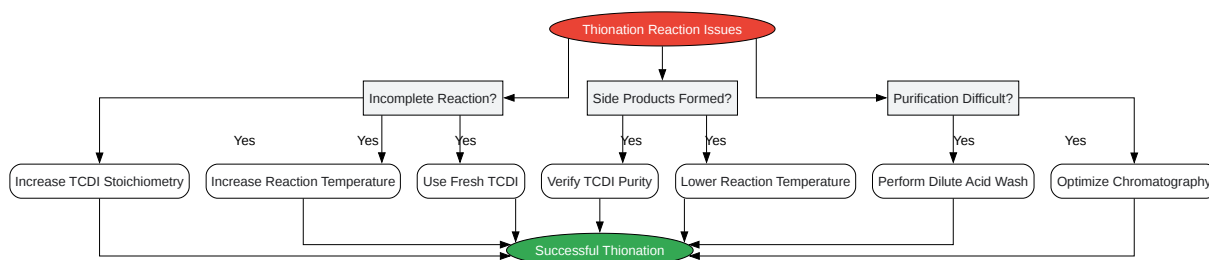 Thionation Reaction Issues
Incomplete Reaction?
Side Products Formed?
Purification Difficult?
Yes
Yes
Yes
Yes
Yes
Yes
Yes
Increase TCDI Stoichiometry
Increase Reaction Temperature
Use Fresh TCDI
Verify TCDI Purity
Lower Reaction Temperature
Perform Dilute Acid Wash
Optimize Chromatography
Successful Thionation